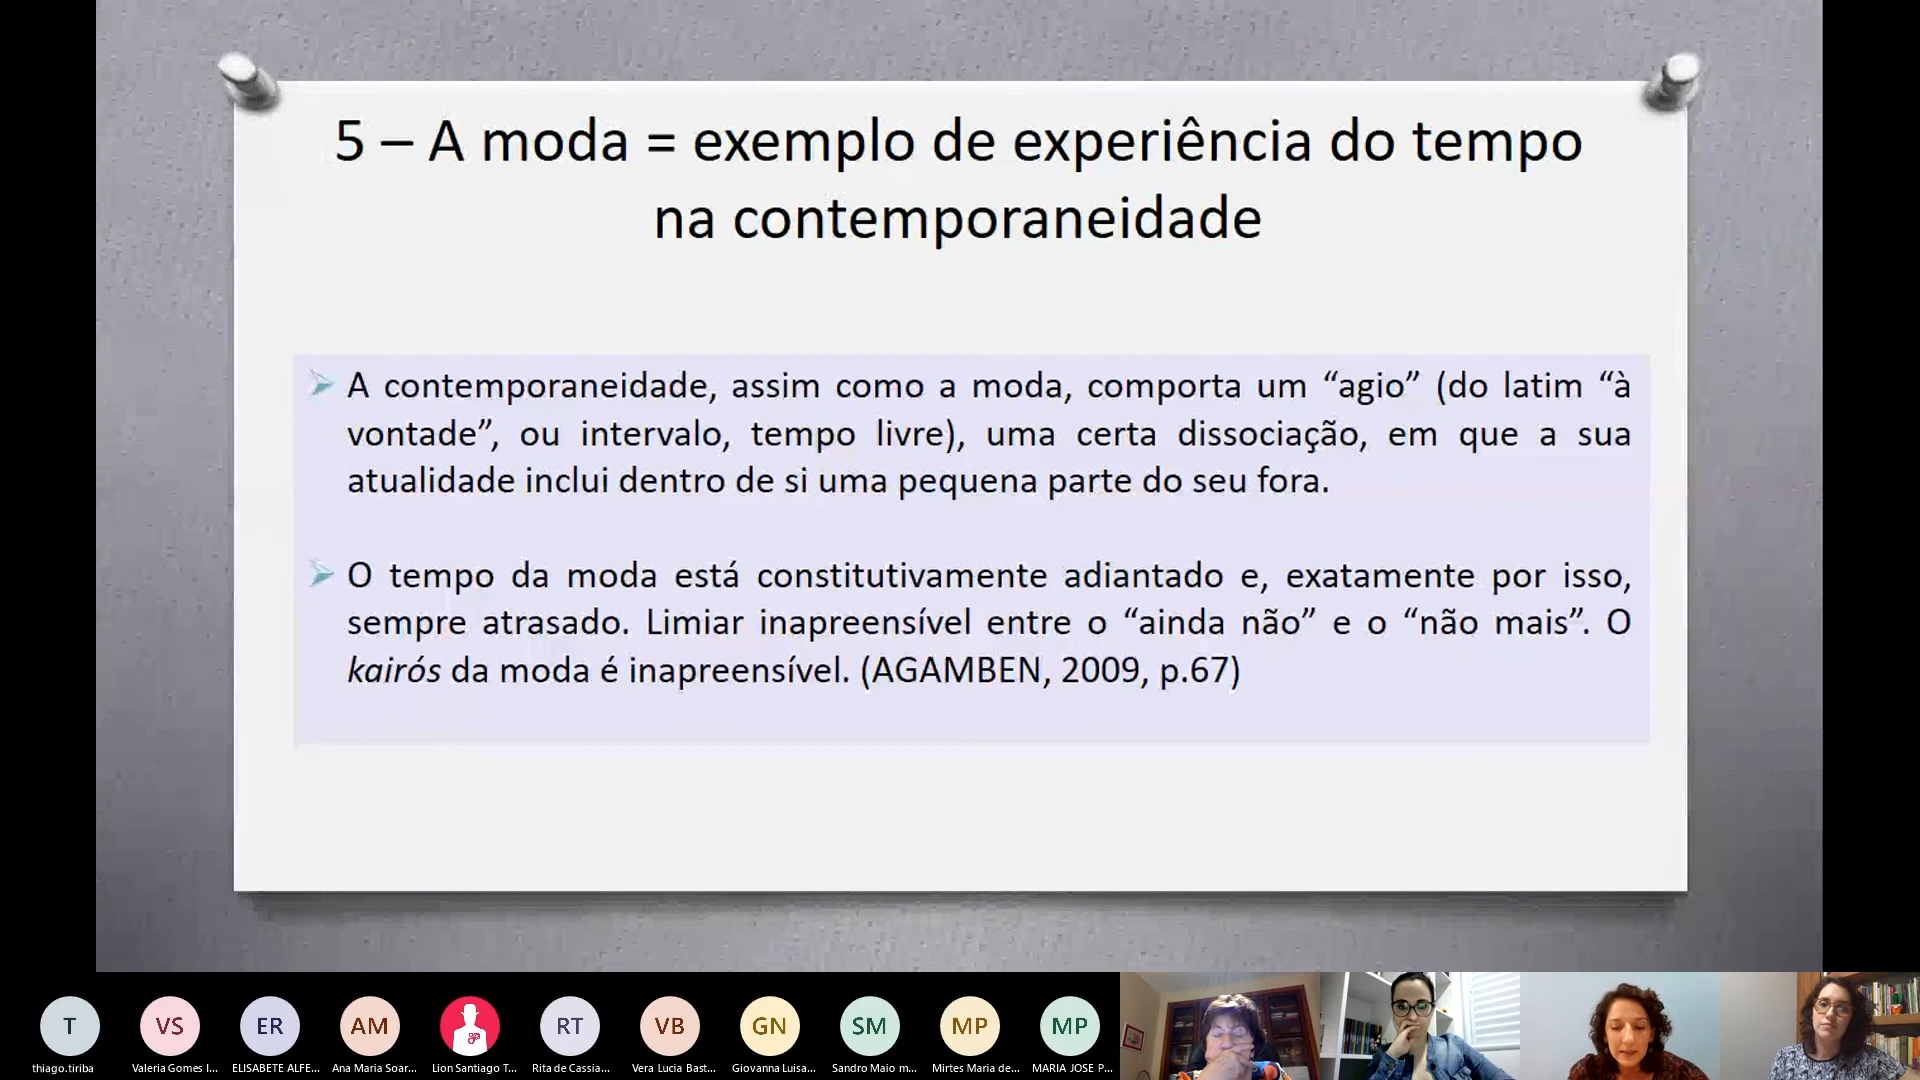 5 – A moda = exemplo de experiência do tempo
na contemporaneidade
A contemporaneidade, assim como a moda, comporta um “agio” (do latim “à
vontade”, ou intervalo, tempo livre), uma certa dissociação, em que a sua
atualidade inclui dentro de si uma pequena parte do seu fora.
O tempo da moda está constitutivamente adiantado e, exatamente por isso,
sempre atrasado. Limiar inapreensível entre o “ainda não” e o “não mais”. O
kairós da moda é inapreensível. (AGAMBEN, 2009, p.67)
T VS ER AM RT VB GN SM MP MP
thiago.tiriba Valeria Gomes I... ELISABETE ALFE... Ana Maria Soar... Lion Santiago T... Rita de Cassia... Vera Lucia Bast... Giovanna Luisa... Sandro Maio m... Mirtes Maria de... MARIA JOSE P...